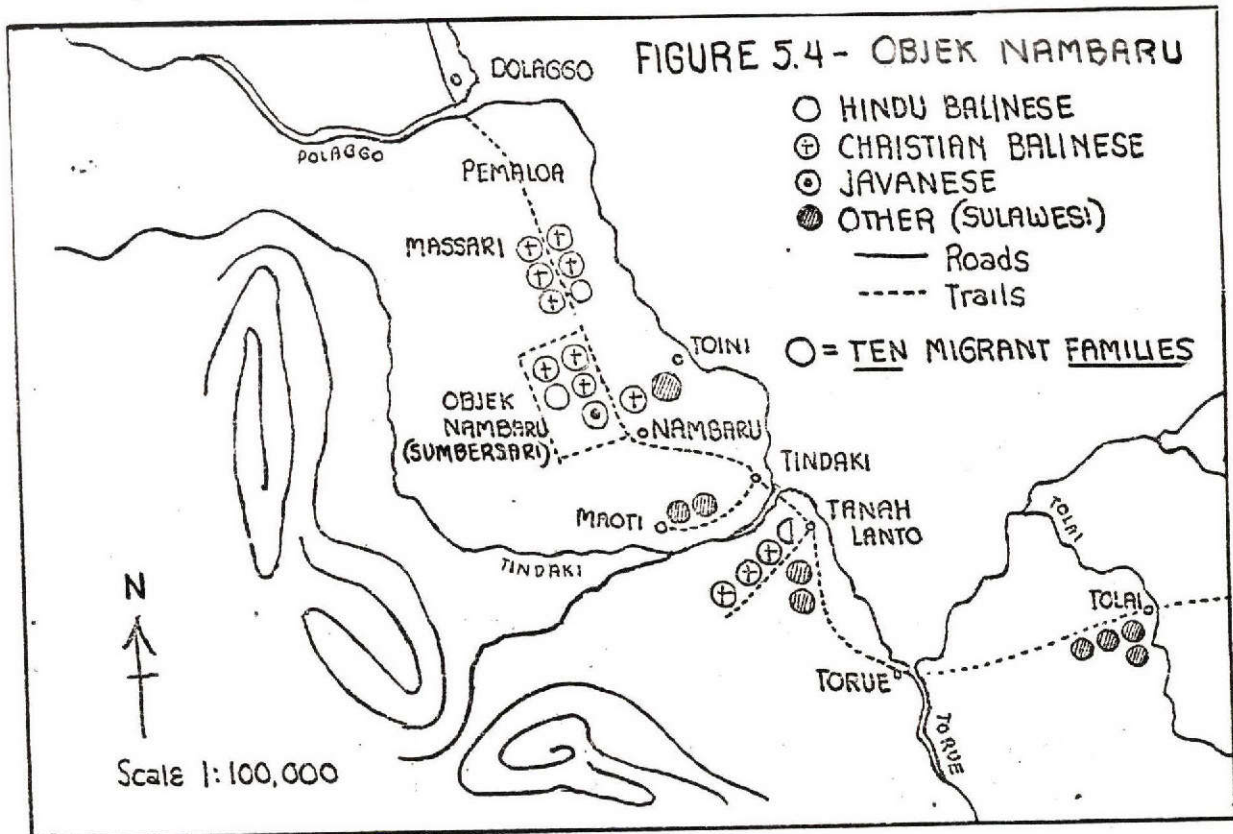 FIGURE 5.4 - OBJEK NAMBARU
HINDU BALINESE
CHRISTIAN BALINESE
JAVANESE
OTHER (SULAWESI)
Roads
Trails
O = TEN MIGRANT FAMILIES
DOLAGGO
DOLAGGO
PEMALOA
MASSARI
TOINI
OBJEK
NAMBARU
(SUMBERSARI)
NAMBARU
TINDAKI
MAOTI
TANAH
LANTO
TINDAKI
TOLAI
TOLAI
TORUE
TORUE
N
Scale 1:100,000